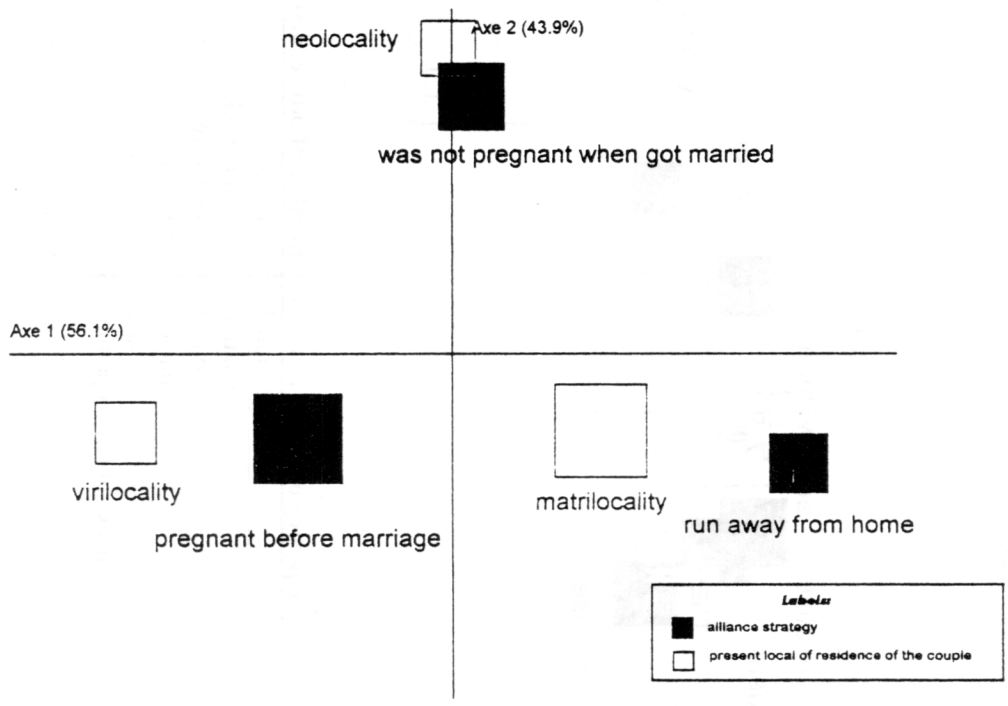 Axe 2 (43.9%)
neolocality
was not pregnant when got married
Axe 1 (56.1%)
virilocality
matrilocality
run away from home
pregnant before marriage
Labels:
alliance strategy
present local of residence of the couple